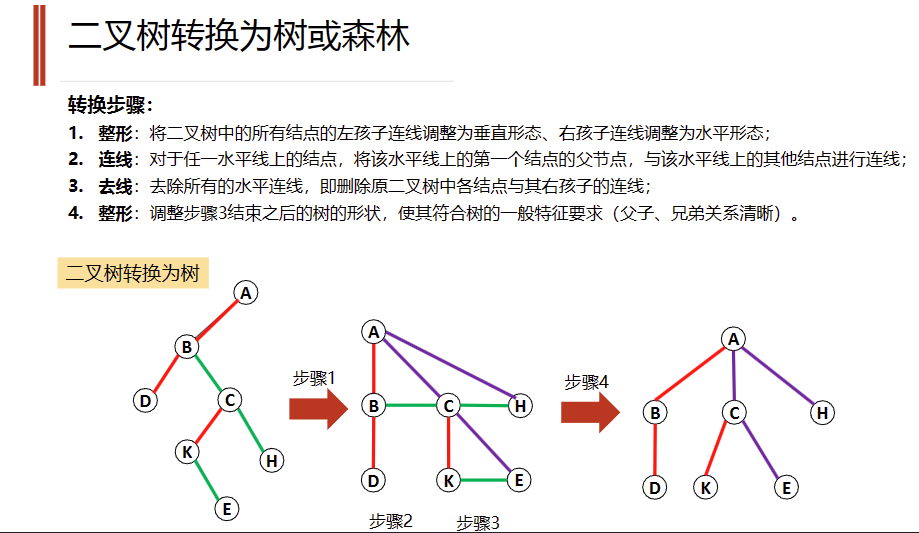 二叉树转换为树或森林
转换步骤：
1. 整形：将二叉树中的所有结点的左孩子连线调整为垂直形态、右孩子连线调整为水平形态；
2. 连线：对于任一水平线上的结点，将该水平线上的第一个结点的父节点，与该水平线上的其他结点进行连线；
3. 去线：去除所有的水平连线，即删除原二叉树中各结点与其右孩子的连线；
4. 整形：调整步骤3结束之后的树的形状，使其符合树的一般特征要求（父子、兄弟关系清晰）。
二叉树转换为树
A
B
D
C
K
H
E
步骤1
A
B C H
D K E
步骤2 步骤3
步骤4
A
B C H
D K E